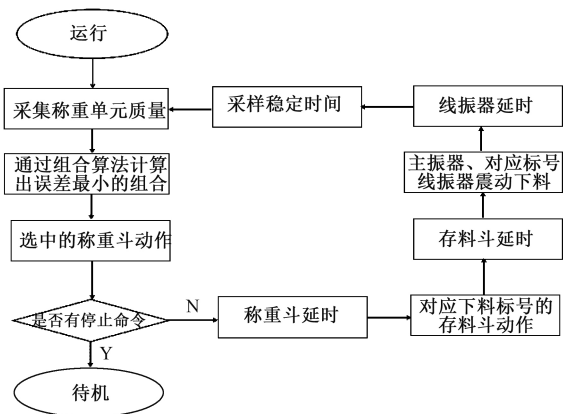 运行
采集称重单元质量
采样稳定时间
线振器延时
通过组合算法计算
出误差最小的组合
主振器、对应标号
线振器震动下料
选中的称重斗动作
存料斗延时
是否有停止命令
N
称重斗延时
对应下料标号的
存料斗动作
Y
待机